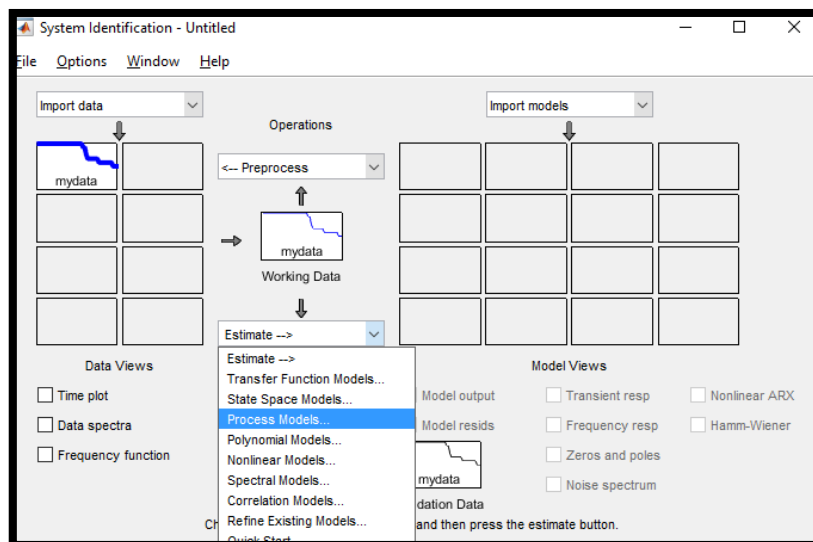 System Identification - Untitled
File Options Window Help
Import data
Import models
Operations
mydata
<-- Preprocess
mydata
Working Data
Estimate -->
Data Views
Model Views
Estimate -->
Transfer Function Models...
State Space Models...
Process Models...
Polynomial Models...
Nonlinear Models...
Spectral Models...
Correlation Models...
Refine Existing Models...
Quick Start
Time plot
Data spectra
Frequency function
Model output
Transient resp
Nonlinear ARX
Model resids
Frequency resp
Hamm-Wiener
Zeros and poles
Noise spectrum
mydata
dation Data
Ch
and then press the estimate button.